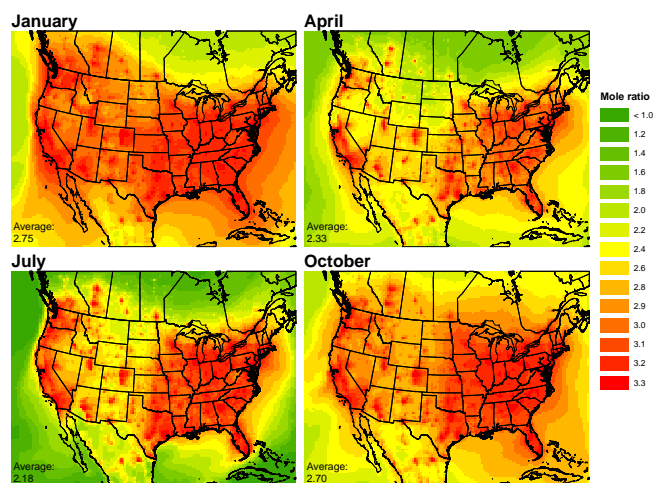 January
April
Average:
2.75
Average:
2.33
July
October
Average:
2.18
Average:
2.70
Mole ratio
< 1.0
1.2
1.4
1.6
1.8
2.0
2.2
2.4
2.6
2.8
2.9
3.0
3.1
3.2
3.3